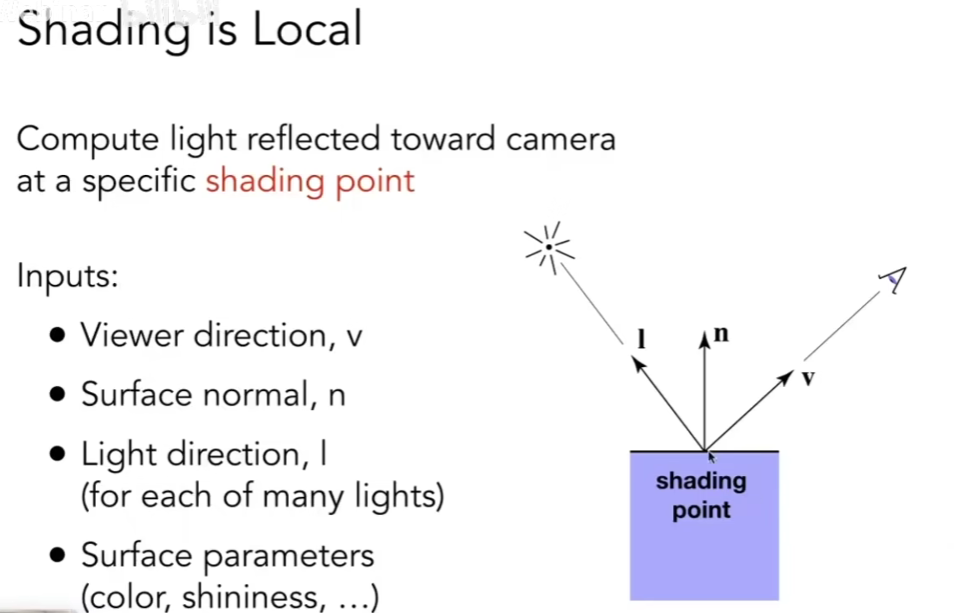 Shading is Local
Compute light reflected toward camera
at a specific shading point
Inputs:
• Viewer direction, v
• Surface normal, n
• Light direction, l
(for each of many lights)
• Surface parameters
(color, shininess, …)
l
n
v
shading
point